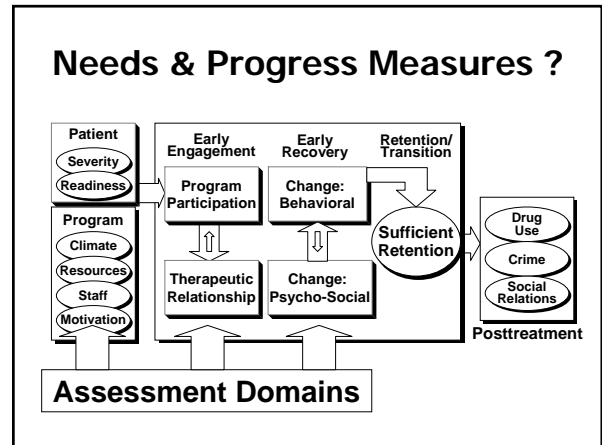 Needs & Progress Measures ?
Patient
Severity
Readiness
Program
Climate
Resources
Staff
Motivation
Early
Engagement
Program
Participation
Therapeutic
Relationship
Early
Recovery
Change:
Behavioral
Change:
Psycho-Social
Retention/
Transition
Sufficient
Retention
Drug
Use
Crime
Social
Relations
Posttreatment
Assessment Domains